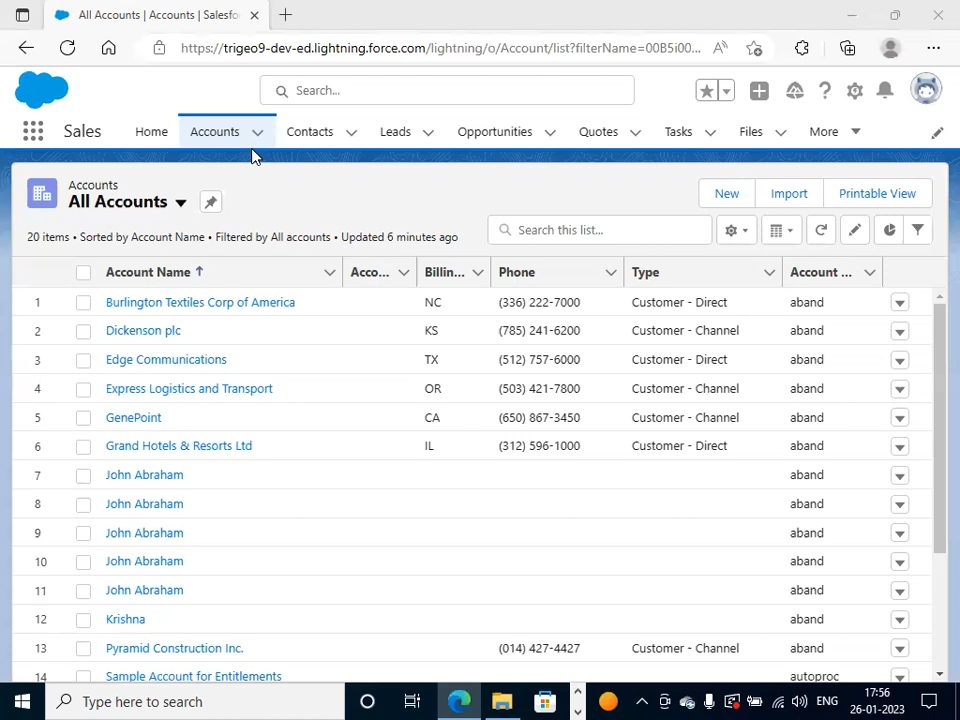 All Accounts | Accounts | Salesfo
https://trigeo9-dev-ed.lightning.force.com/lightning/o/Account/list?filterName=00B5i00...
Search...
Sales
Home
Accounts
Contacts
Leads
Opportunities
Quotes
Tasks
Files
More
Accounts
All Accounts
New
Import
Printable View
20 items • Sorted by Account Name • Filtered by All accounts • Updated 6 minutes ago
Search this list...
Account Name Acco... Billin... Phone Type Account ...
1 Burlington Textiles Corp of America NC (336) 222-7000 Customer - Direct aband
2 Dickenson plc KS (785) 241-6200 Customer - Channel aband
3 Edge Communications TX (512) 757-6000 Customer - Direct aband
4 Express Logistics and Transport OR (503) 421-7800 Customer - Channel aband
5 GenePoint CA (650) 867-3450 Customer - Channel aband
6 Grand Hotels & Resorts Ltd IL (312) 596-1000 Customer - Direct aband
7 John Abraham aband
8 John Abraham aband
9 John Abraham aband
10 John Abraham aband
11 John Abraham aband
12 Krishna aband
13 Pyramid Construction Inc. (014) 427-4427 Customer - Channel aband
14 Sample Account for Entitlements autoproc
Type here to search
ENG
17:56
26-01-2023